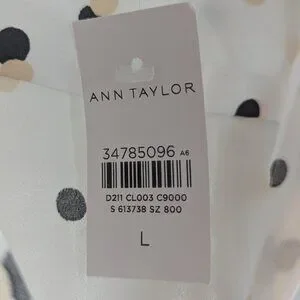 ANN TAYLOR
34785096 A6
D211 CL003 C9000
S 613738 SZ 800
L